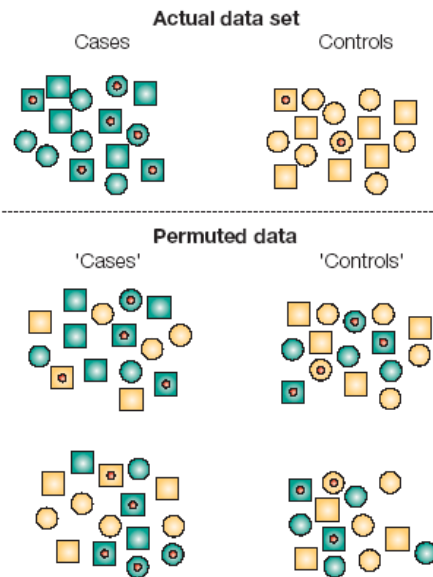 Actual data set
Cases Controls
Permuted data
'Cases' 'Controls'